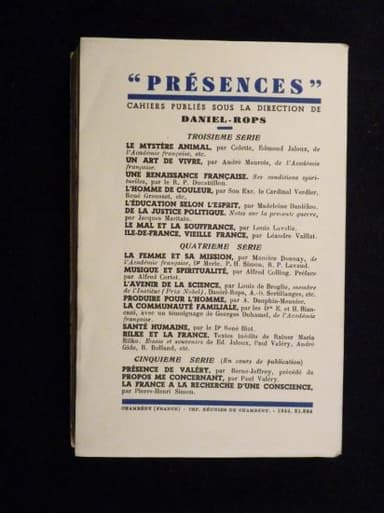 “ PRÉSENCES ”
CAHIERS PUBLIÉS SOUS LA DIRECTION DE
DANIEL-ROPS
TROISIEME SÉRIE
LE MYSTÈRE ANIMAL, par Colette, Edmond Jaloux, de
l'Académie française, etc.
UN ART DE VIVRE, par André Maurois, de l'Académie
française.
UNE RENAISSANCE FRANÇAISE. Ses conditions spiri-
tuelles, par le R. P. Ducatillon.
L'HOMME DE COULEUR, par Son Exc. le Cardinal Verdier,
René Grousset, etc.
L'ÉDUCATION SELON L'ESPRIT, par Madeleine Daniélou.
DE LA JUSTICE POLITIQUE, Notes sur la présente guerre,
par Jacques Maritain.
LE MAL ET LA SOUFFRANCE, par Louis Lavelle.
ILE-DE-FRANCE, VIEILLE FRANCE, par Léandre Vaillat.
QUATRIEME SÉRIE
LA FEMME ET SA MISSION, par Maurice Donnay, de
l'Académie française, Dr Merle, P.-H. Simon, R. P. Lavaud.
MUSIQUE ET SPIRITUALITÉ, par Alfred Colling. Préface
par Alfred Cortot.
L'AVENIR DE LA SCIENCE, par Louis de Broglie, membre
de l'Institut (Prix Nobel), Daniel-Rops, A.-D. Sertillanges, etc.
PRODUIRE POUR L'HOMME, par A. Dauphin-Meunier.
LA COMMUNAUTÉ FAMILIALE, par les Drs E. et H. Bian-
cani, avec un témoignage de Georges Duhamel, de l'Académie
française.
SANTÉ HUMAINE, par le Dr René Biot.
RILKE ET LA FRANCE. Textes inédits de Rainer Maria
Rilke. Essais et souvenirs de Ed. Jaloux, Paul Valéry, André
Gide, R. Rolland, etc.
CINQUIÈME SÉRIE (En cours de publication)
PRÉSENCE DE VALÉRY, par Berne-Joffroy, précédé de
PROPOS ME CONCERNANT, par Paul Valéry.
LA FRANCE A LA RECHERCHE D'UNE CONSCIENCE,
par Pierre-Henri Simon.
CHAMBÉRY (FRANCE) - IMP. RÉUNIES DE CHAMBÉRY. - 1944.